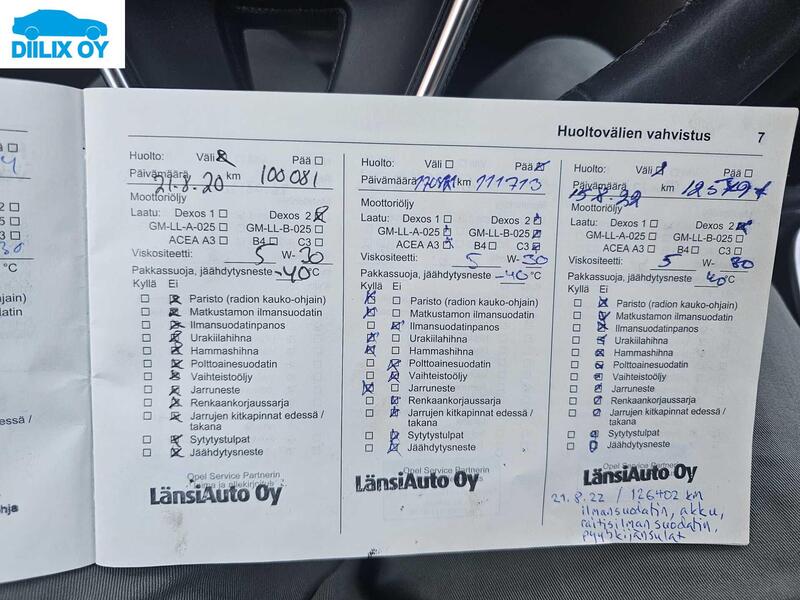 DIILIX OY
Huoltovälien vahvistus 7
Huolto: Väli Pää
Päivämäärä 21.8.20 km 100081
Moottoriöljy
Laatu: Dexos 1 Dexos 2
GM-LL-A-025 GM-LL-B-025
ACEA A3 B4 C3
Viskositeetti: 5 W- 30
Pakkassuoja, jäähdytysneste -40 °C
Kyllä Ei
Paristo (radion kauko-ohjain)
Matkustamon ilmansuodatin
Ilmansuodatinpanos
Urakiilahihna
Hammashihna
Polttoainesuodatin
Vaihteistoöljy
Jarruneste
Renkaankorjaussarja
Jarrujen kitkapinnat edessä /
takana
Sytytystulpat
Jäähdytysneste
Opel Service Partnerin
LänsiAuto Oy
Huolto: Väli Pää
Päivämäärä km 111713
Moottoriöljy
Laatu: Dexos 1 Dexos 2
GM-LL-A-025 GM-LL-B-025
ACEA A3 B4 C3
Viskositeetti: 5 W- 30
Pakkassuoja, jäähdytysneste -40 °C
Kyllä Ei
Paristo (radion kauko-ohjain)
Matkustamon ilmansuodatin
Ilmansuodatinpanos
Urakiilahihna
Hammashihna
Polttoainesuodatin
Vaihteistoöljy
Jarruneste
Renkaankorjaussarja
Jarrujen kitkapinnat edessä /
takana
Sytytystulpat
Jäähdytysneste
Opel Service Partnerin
LänsiAuto Oy
Huolto: Väli Pää
Päivämäärä 15.8.22 km
Moottoriöljy
Laatu: Dexos 1 Dexos 2
GM-LL-A-025 GM-LL-B-025
ACEA A3 B4 C3
Viskositeetti: 5 W- 30
Pakkassuoja, jäähdytysneste 40 °C
Kyllä Ei
Paristo (radion kauko-ohjain)
Matkustamon ilmansuodatin
Ilmansuodatinpanos
Urakiilahihna
Hammashihna
Polttoainesuodatin
Vaihteistoöljy
Jarruneste
Renkaankorjaussarja
Jarrujen kitkapinnat edessä /
takana
Sytytystulpat
Jäähdytysneste
Opel Service Partnerin
LänsiAuto Oy
21.8.22 / 126402 km
ilmansuodatin, akku,
raitisilmansuodatin,
pyyhkijänsulat